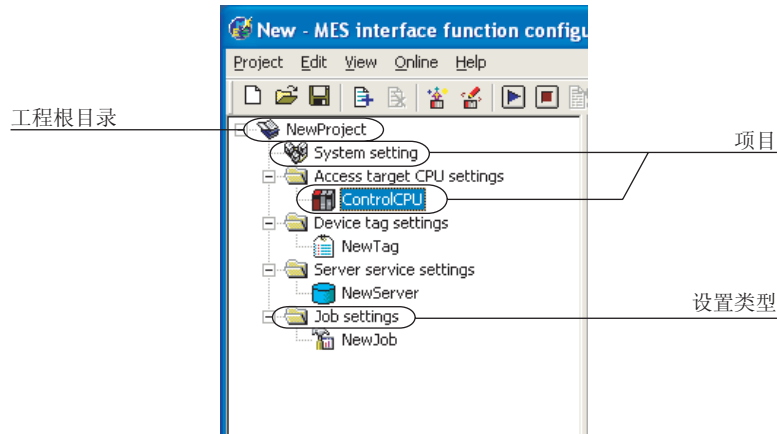 New - MES interface function configu
Project Edit View Online Help
工程根目录
NewProject
项目
System setting
Access target CPU settings
ControlCPU
Device tag settings
NewTag
Server service settings
NewServer
设置类型
Job settings
NewJob